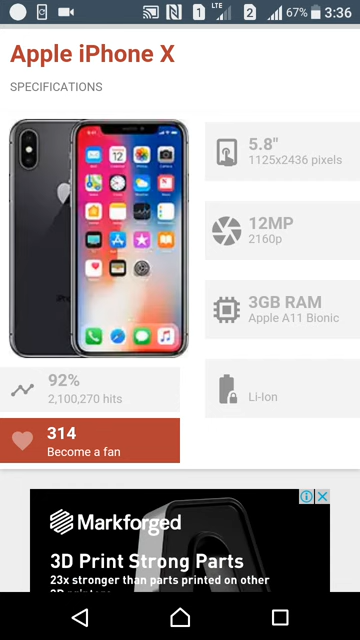 LTE
1
2
67%
3:36
Apple iPhone X
SPECIFICATIONS
5.8"
1125x2436 pixels
12MP
2160p
3GB RAM
Apple A11 Bionic
Li-Ion
92%
2,100,270 hits
314
Become a fan
Markforged
3D Print Strong Parts
23x stronger than parts printed on other